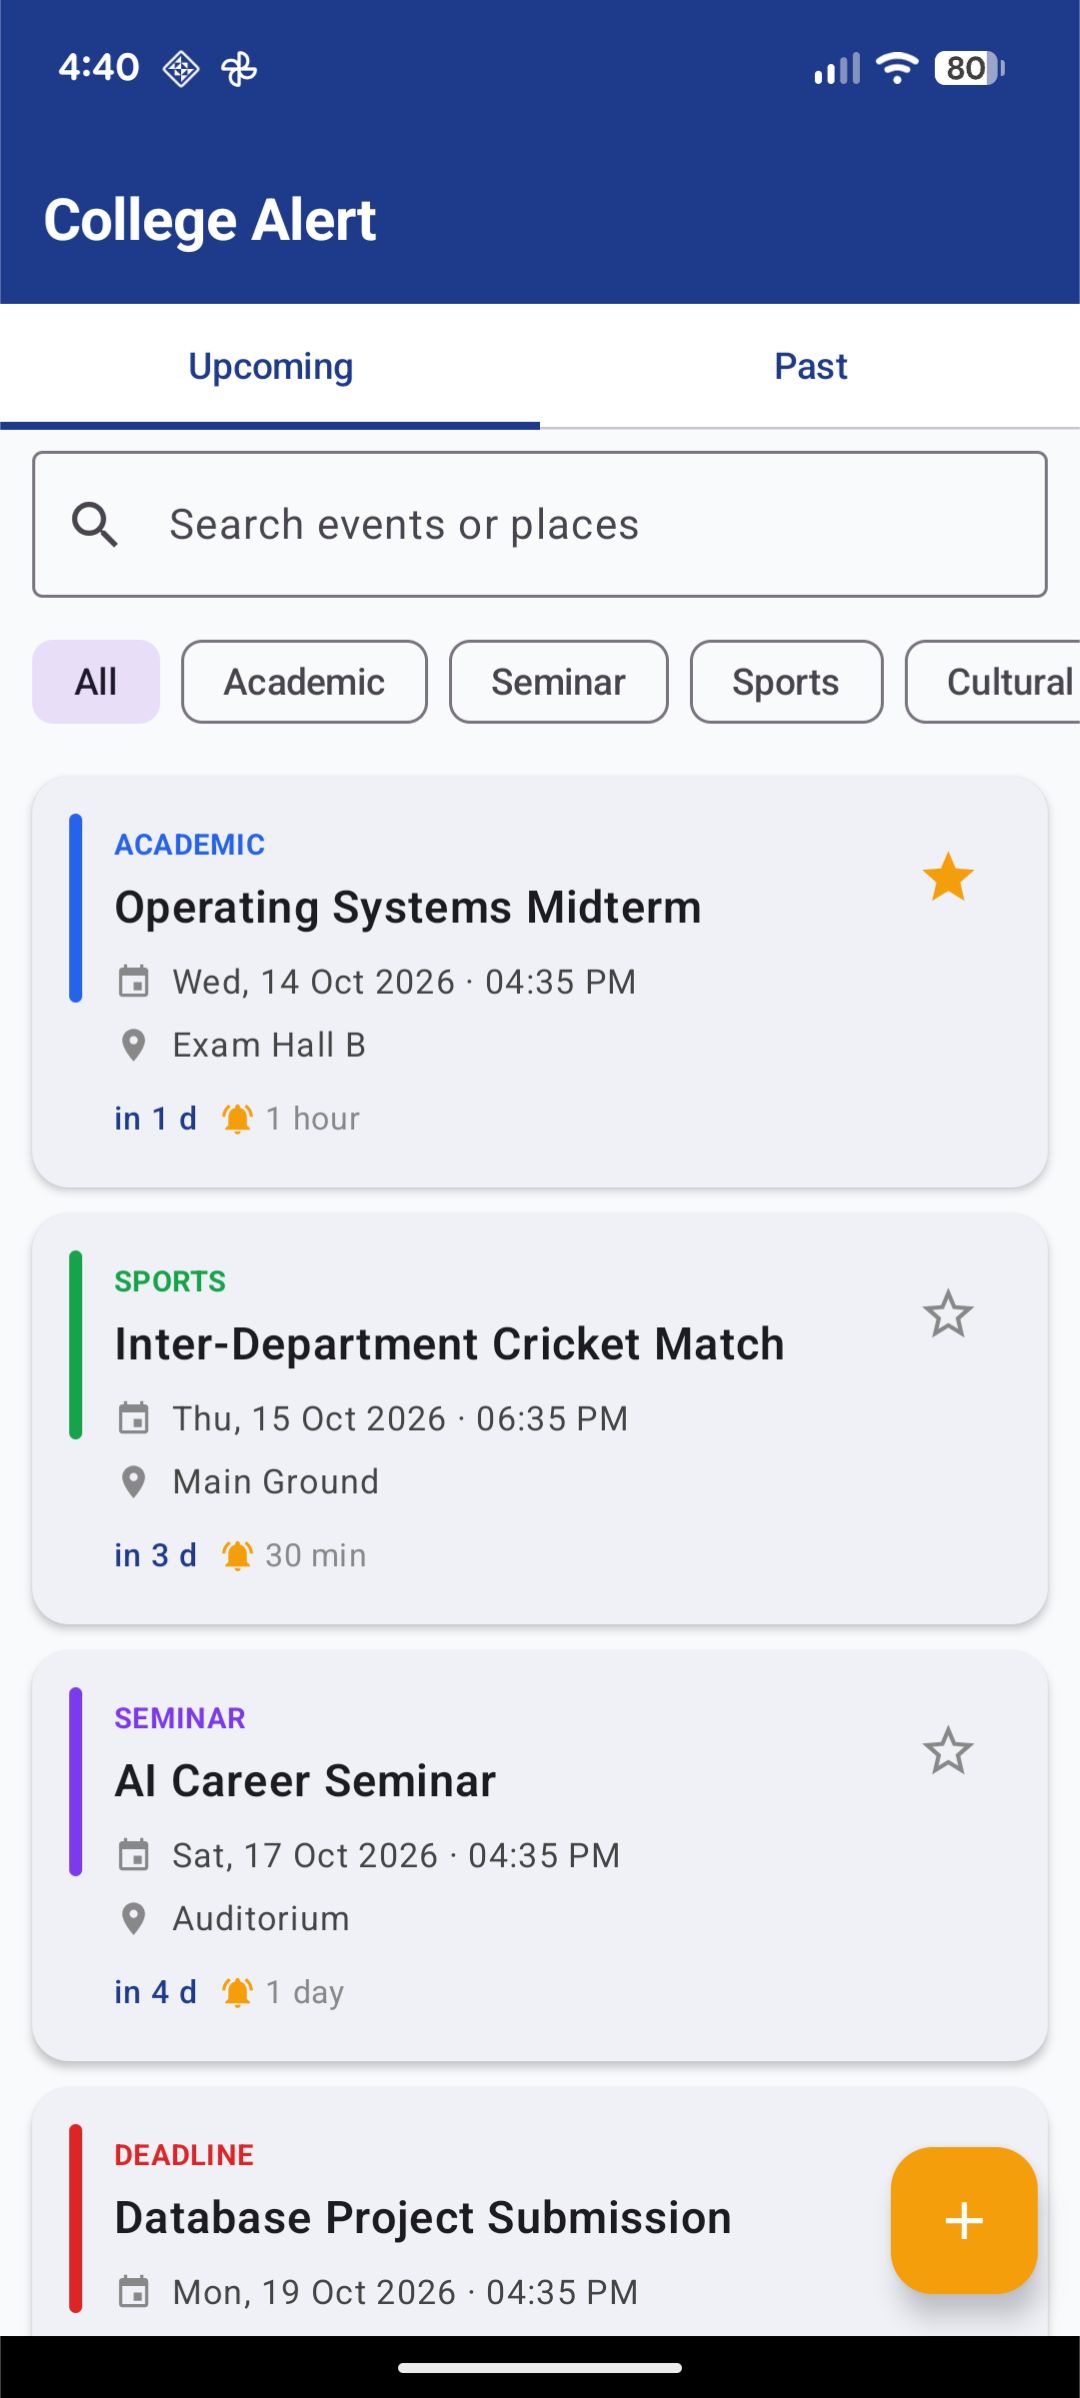 4:40
80
College Alert
Upcoming Past
Search events or places
All Academic Seminar Sports Cultural
ACADEMIC
Operating Systems Midterm
Wed, 14 Oct 2026 · 04:35 PM
Exam Hall B
in 1 d 1 hour
SPORTS
Inter-Department Cricket Match
Thu, 15 Oct 2026 · 06:35 PM
Main Ground
in 3 d 30 min
SEMINAR
AI Career Seminar
Sat, 17 Oct 2026 · 04:35 PM
Auditorium
in 4 d 1 day
DEADLINE
Database Project Submission
Mon, 19 Oct 2026 · 04:35 PM